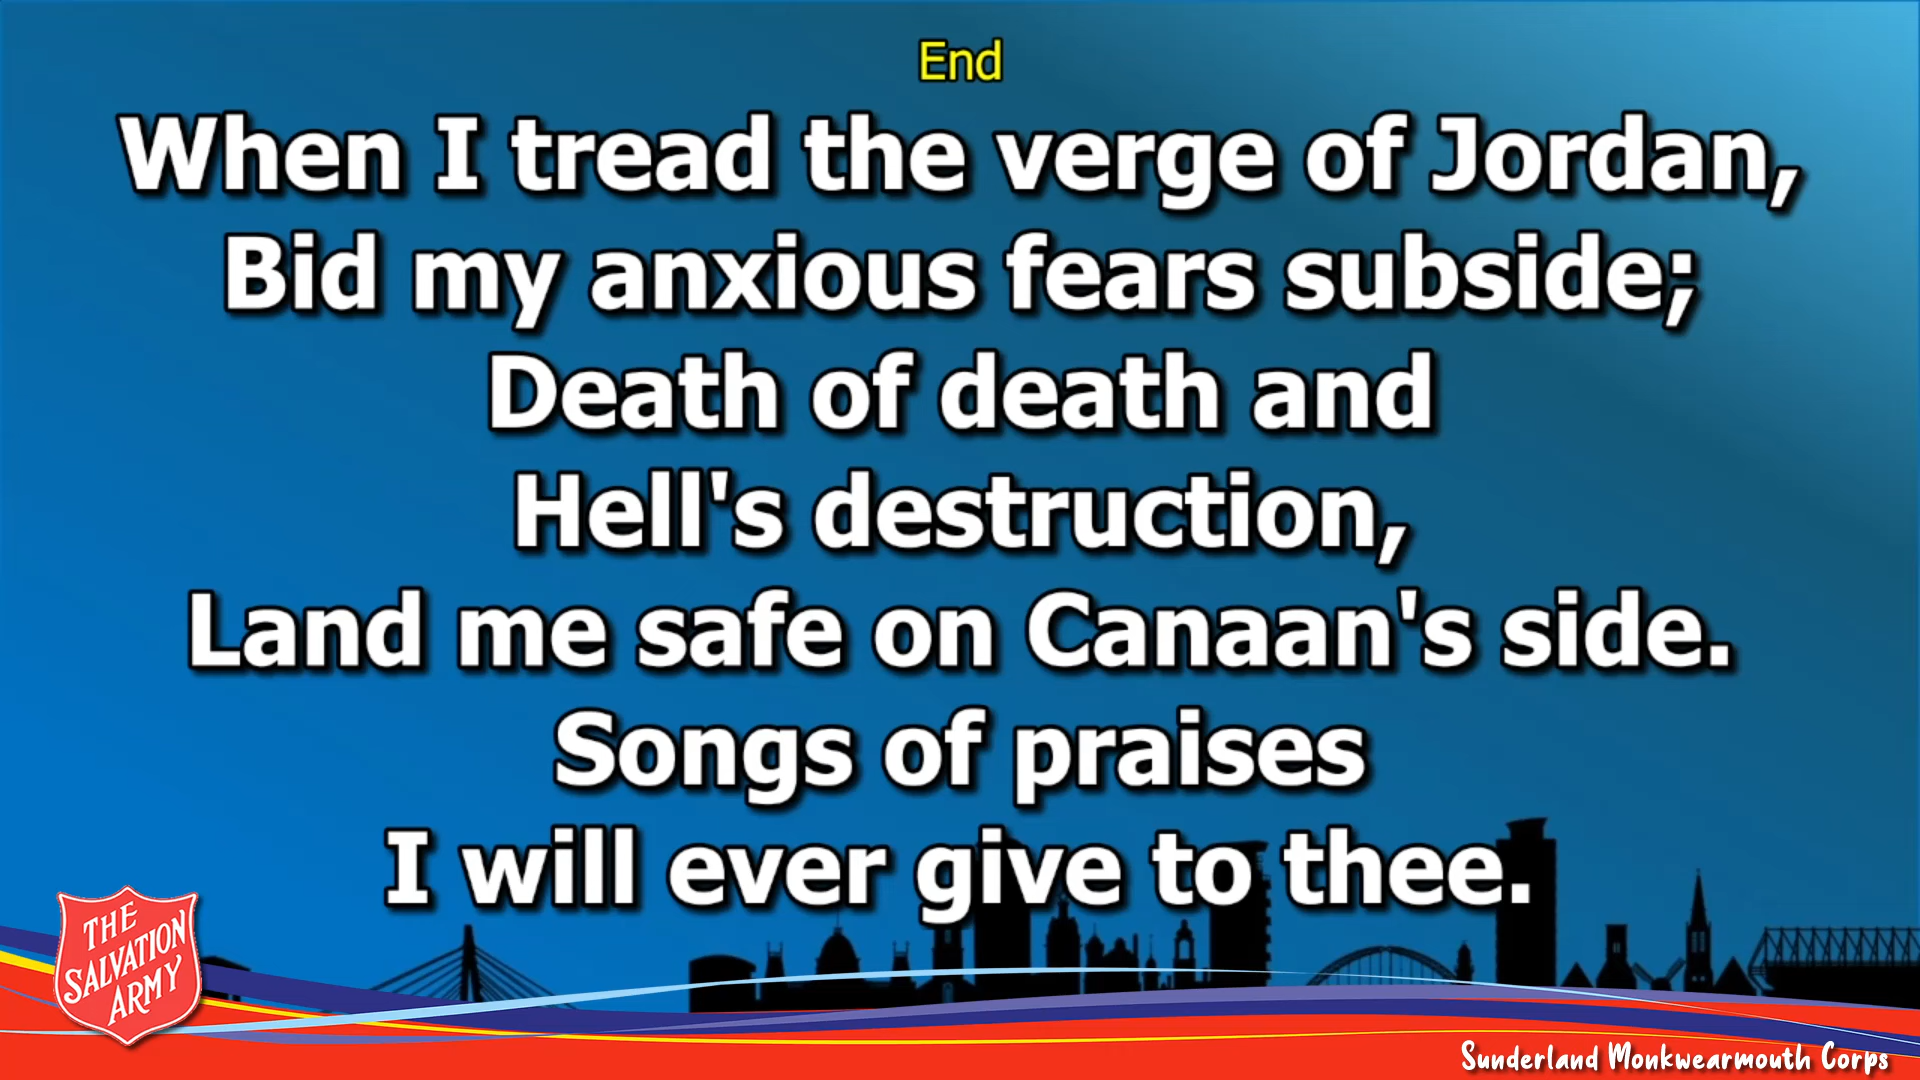 End
When I tread the verge of Jordan,
Bid my anxious fears subside;
Death of death and
Hell's destruction,
Land me safe on Canaan's side.
Songs of praises
I will ever give to thee.
THE
SALVATION
ARMY
Sunderland Monkwearmouth Corps